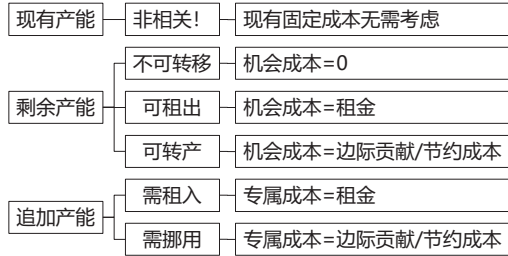 现有产能
非相关！
现有固定成本无需考虑
剩余产能
不可转移
机会成本=0
可租出
机会成本=租金
可转产
机会成本=边际贡献/节约成本
追加产能
需租入
专属成本=租金
需挪用
专属成本=边际贡献/节约成本